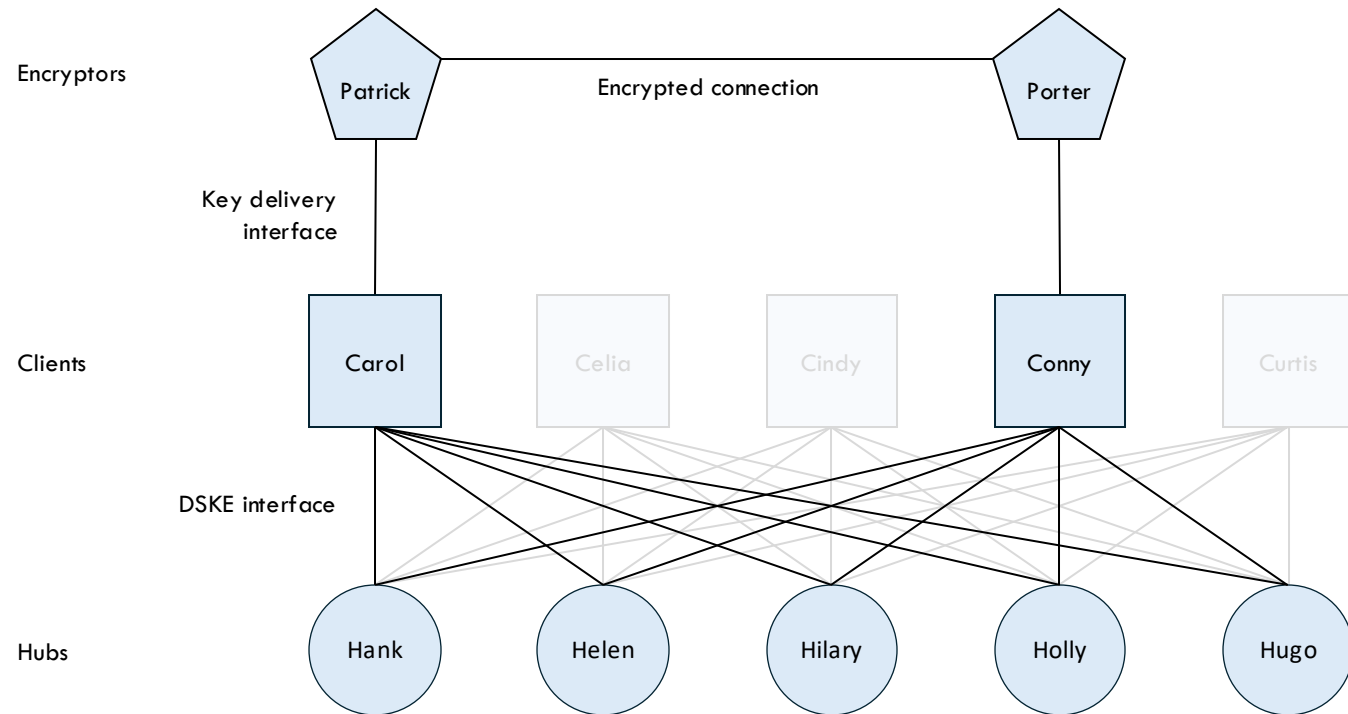 Encryptors
Patrick
Encrypted connection
Porter
Key delivery
interface
Clients
Carol
Celia
Cindy
Conny
Curtis
DSKE interface
Hubs
Hank
Helen
Hilary
Holly
Hugo